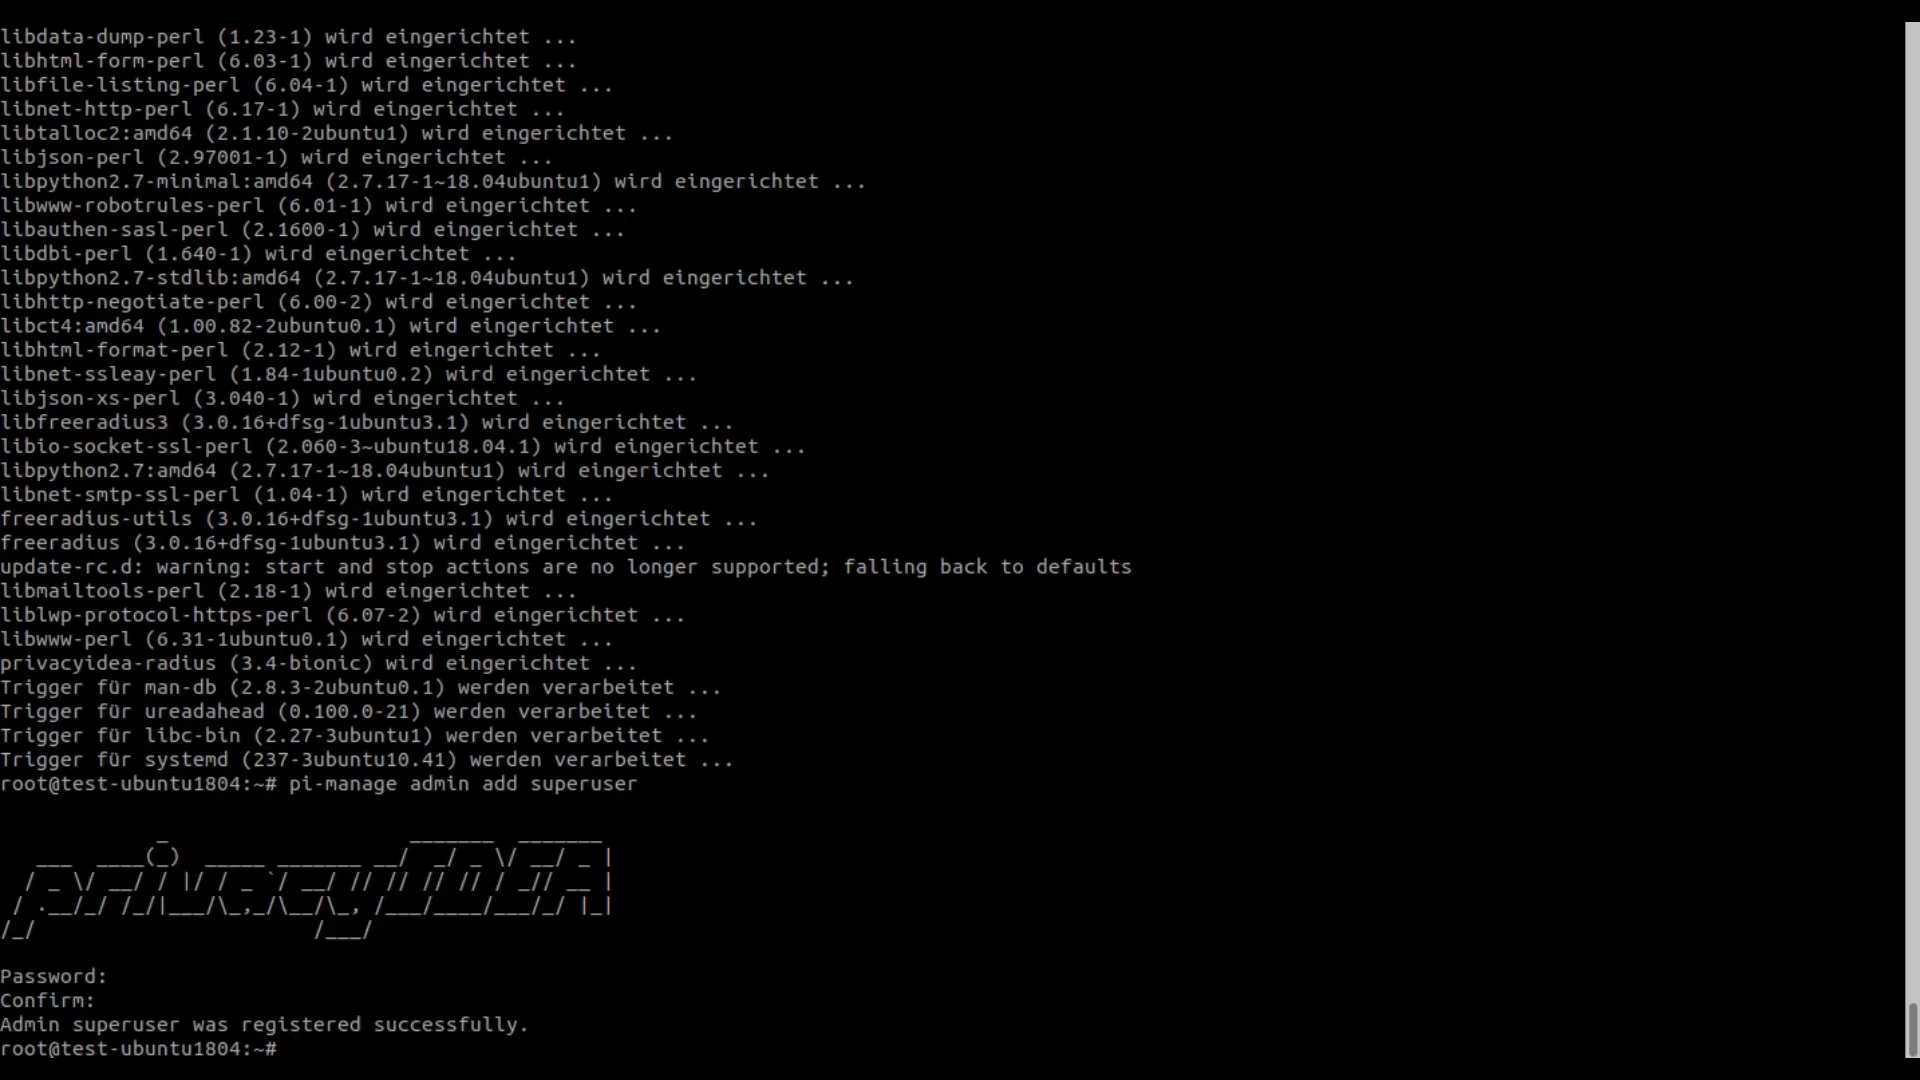 libdata-dump-perl (1.23-1) wird eingerichtet ...
libhtml-form-perl (6.03-1) wird eingerichtet ...
libfile-listing-perl (6.04-1) wird eingerichtet ...
libnet-http-perl (6.17-1) wird eingerichtet ...
libtalloc2:amd64 (2.1.10-2ubuntu1) wird eingerichtet ...
libjson-perl (2.97001-1) wird eingerichtet ...
libpython2.7-minimal:amd64 (2.7.17-1~18.04ubuntu1) wird eingerichtet ...
libwww-robotrules-perl (6.01-1) wird eingerichtet ...
libauthen-sasl-perl (2.1600-1) wird eingerichtet ...
libdbi-perl (1.640-1) wird eingerichtet ...
libpython2.7-stdlib:amd64 (2.7.17-1~18.04ubuntu1) wird eingerichtet ...
libhttp-negotiate-perl (6.00-2) wird eingerichtet ...
libct4:amd64 (1.00.82-2ubuntu0.1) wird eingerichtet ...
libhtml-format-perl (2.12-1) wird eingerichtet ...
libnet-ssleay-perl (1.84-1ubuntu0.2) wird eingerichtet ...
libjson-xs-perl (3.040-1) wird eingerichtet ...
libfreeradius3 (3.0.16+dfsg-1ubuntu3.1) wird eingerichtet ...
libio-socket-ssl-perl (2.060-3~ubuntu18.04.1) wird eingerichtet ...
libpython2.7:amd64 (2.7.17-1~18.04ubuntu1) wird eingerichtet ...
libnet-smtp-ssl-perl (1.04-1) wird eingerichtet ...
freeradius-utils (3.0.16+dfsg-1ubuntu3.1) wird eingerichtet ...
freeradius (3.0.16+dfsg-1ubuntu3.1) wird eingerichtet ...
update-rc.d: warning: start and stop actions are no longer supported; falling back to defaults
libmailtools-perl (2.18-1) wird eingerichtet ...
liblwp-protocol-https-perl (6.07-2) wird eingerichtet ...
libwww-perl (6.31-1ubuntu0.1) wird eingerichtet ...
privacyidea-radius (3.4-bionic) wird eingerichtet ...
Trigger für man-db (2.8.3-2ubuntu0.1) werden verarbeitet ...
Trigger für ureadahead (0.100.0-21) werden verarbeitet ...
Trigger für libc-bin (2.27-3ubuntu1) werden verarbeitet ...
Trigger für systemd (237-3ubuntu10.41) werden verarbeitet ...
root@test-ubuntu1804:~# pi-manage admin add superuser
privacyIDEA
Password:
Confirm:
Admin superuser was registered successfully.
root@test-ubuntu1804:~#